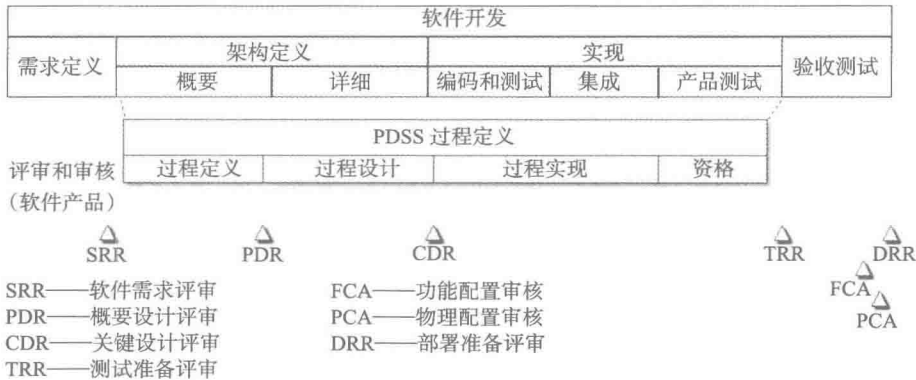 软件开发
需求定义 架构定义 实现 验收测试
概要 详细 编码和测试 集成 产品测试
PDSS 过程定义
过程定义 过程设计 过程实现 资格
评审和审核
(软件产品)
SRR PDR CDR TRR DRR
FCA
PCA
SRR——软件需求评审
PDR——概要设计评审
CDR——关键设计评审
TRR——测试准备评审
FCA——功能配置审核
PCA——物理配置审核
DRR——部署准备评审